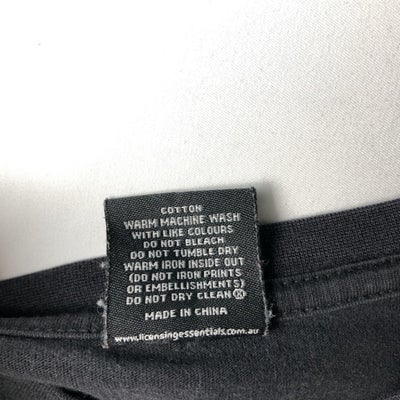 COTTON
WARM MACHINE WASH
WITH LIKE COLOURS
DO NOT BLEACH
DO NOT TUMBLE DRY
WARM IRON INSIDE OUT
(DO NOT IRON PRINTS
OR EMBELLISHMENTS)
DO NOT DRY CLEAN
MADE IN CHINA
www.licensingessentials.com.au